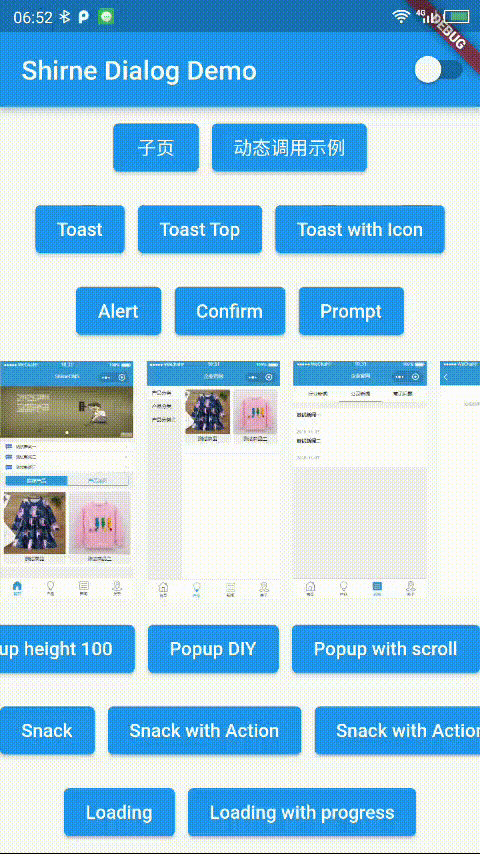 06:52
4G
DEBUG
Shirne Dialog Demo
子页 动态调用示例
Toast Toast Top Toast with Icon
Alert Confirm Prompt
up height 100 Popup DIY Popup with scroll
Snack Snack with Action Snack with Action
Loading Loading with progress